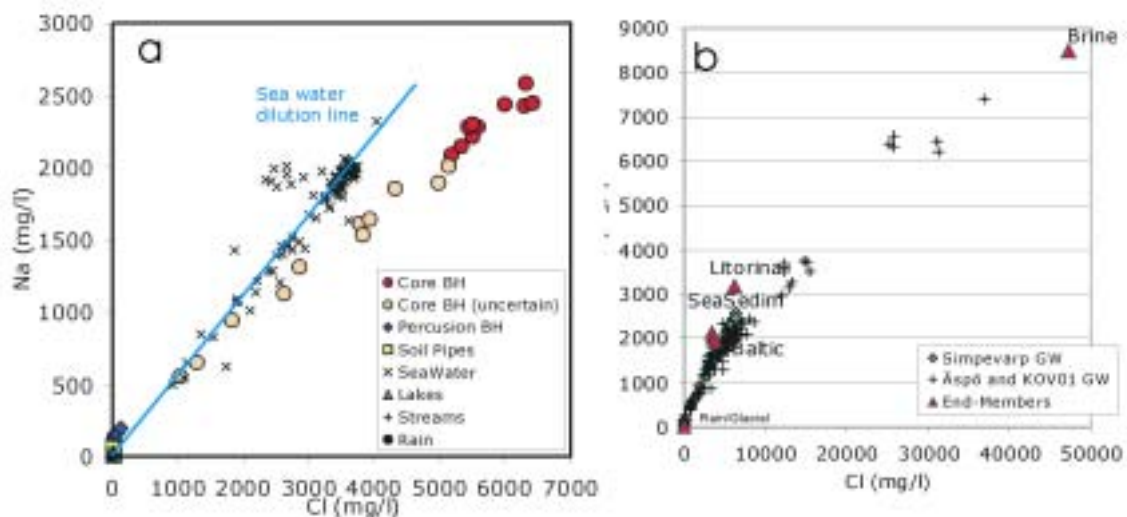 3000
2500
2000
1500
1000
500
0
Na (mg/l)
a
Sea water
dilution line
Core BH
Core BH (uncertain)
Percusion BH
Soil Pipes
SeaWater
Lakes
Streams
Rain
0 1000 2000 3000 4000 5000 6000 7000
Cl (mg/l)
9000
8000
7000
6000
5000
4000
3000
2000
1000
0
b
Brine
Litorina
SeaSedim
Baltic
Simpevarp GW
Äspö and KOV01 GW
End-Members
0 10000 20000 30000 40000 50000
Cl (mg/l)